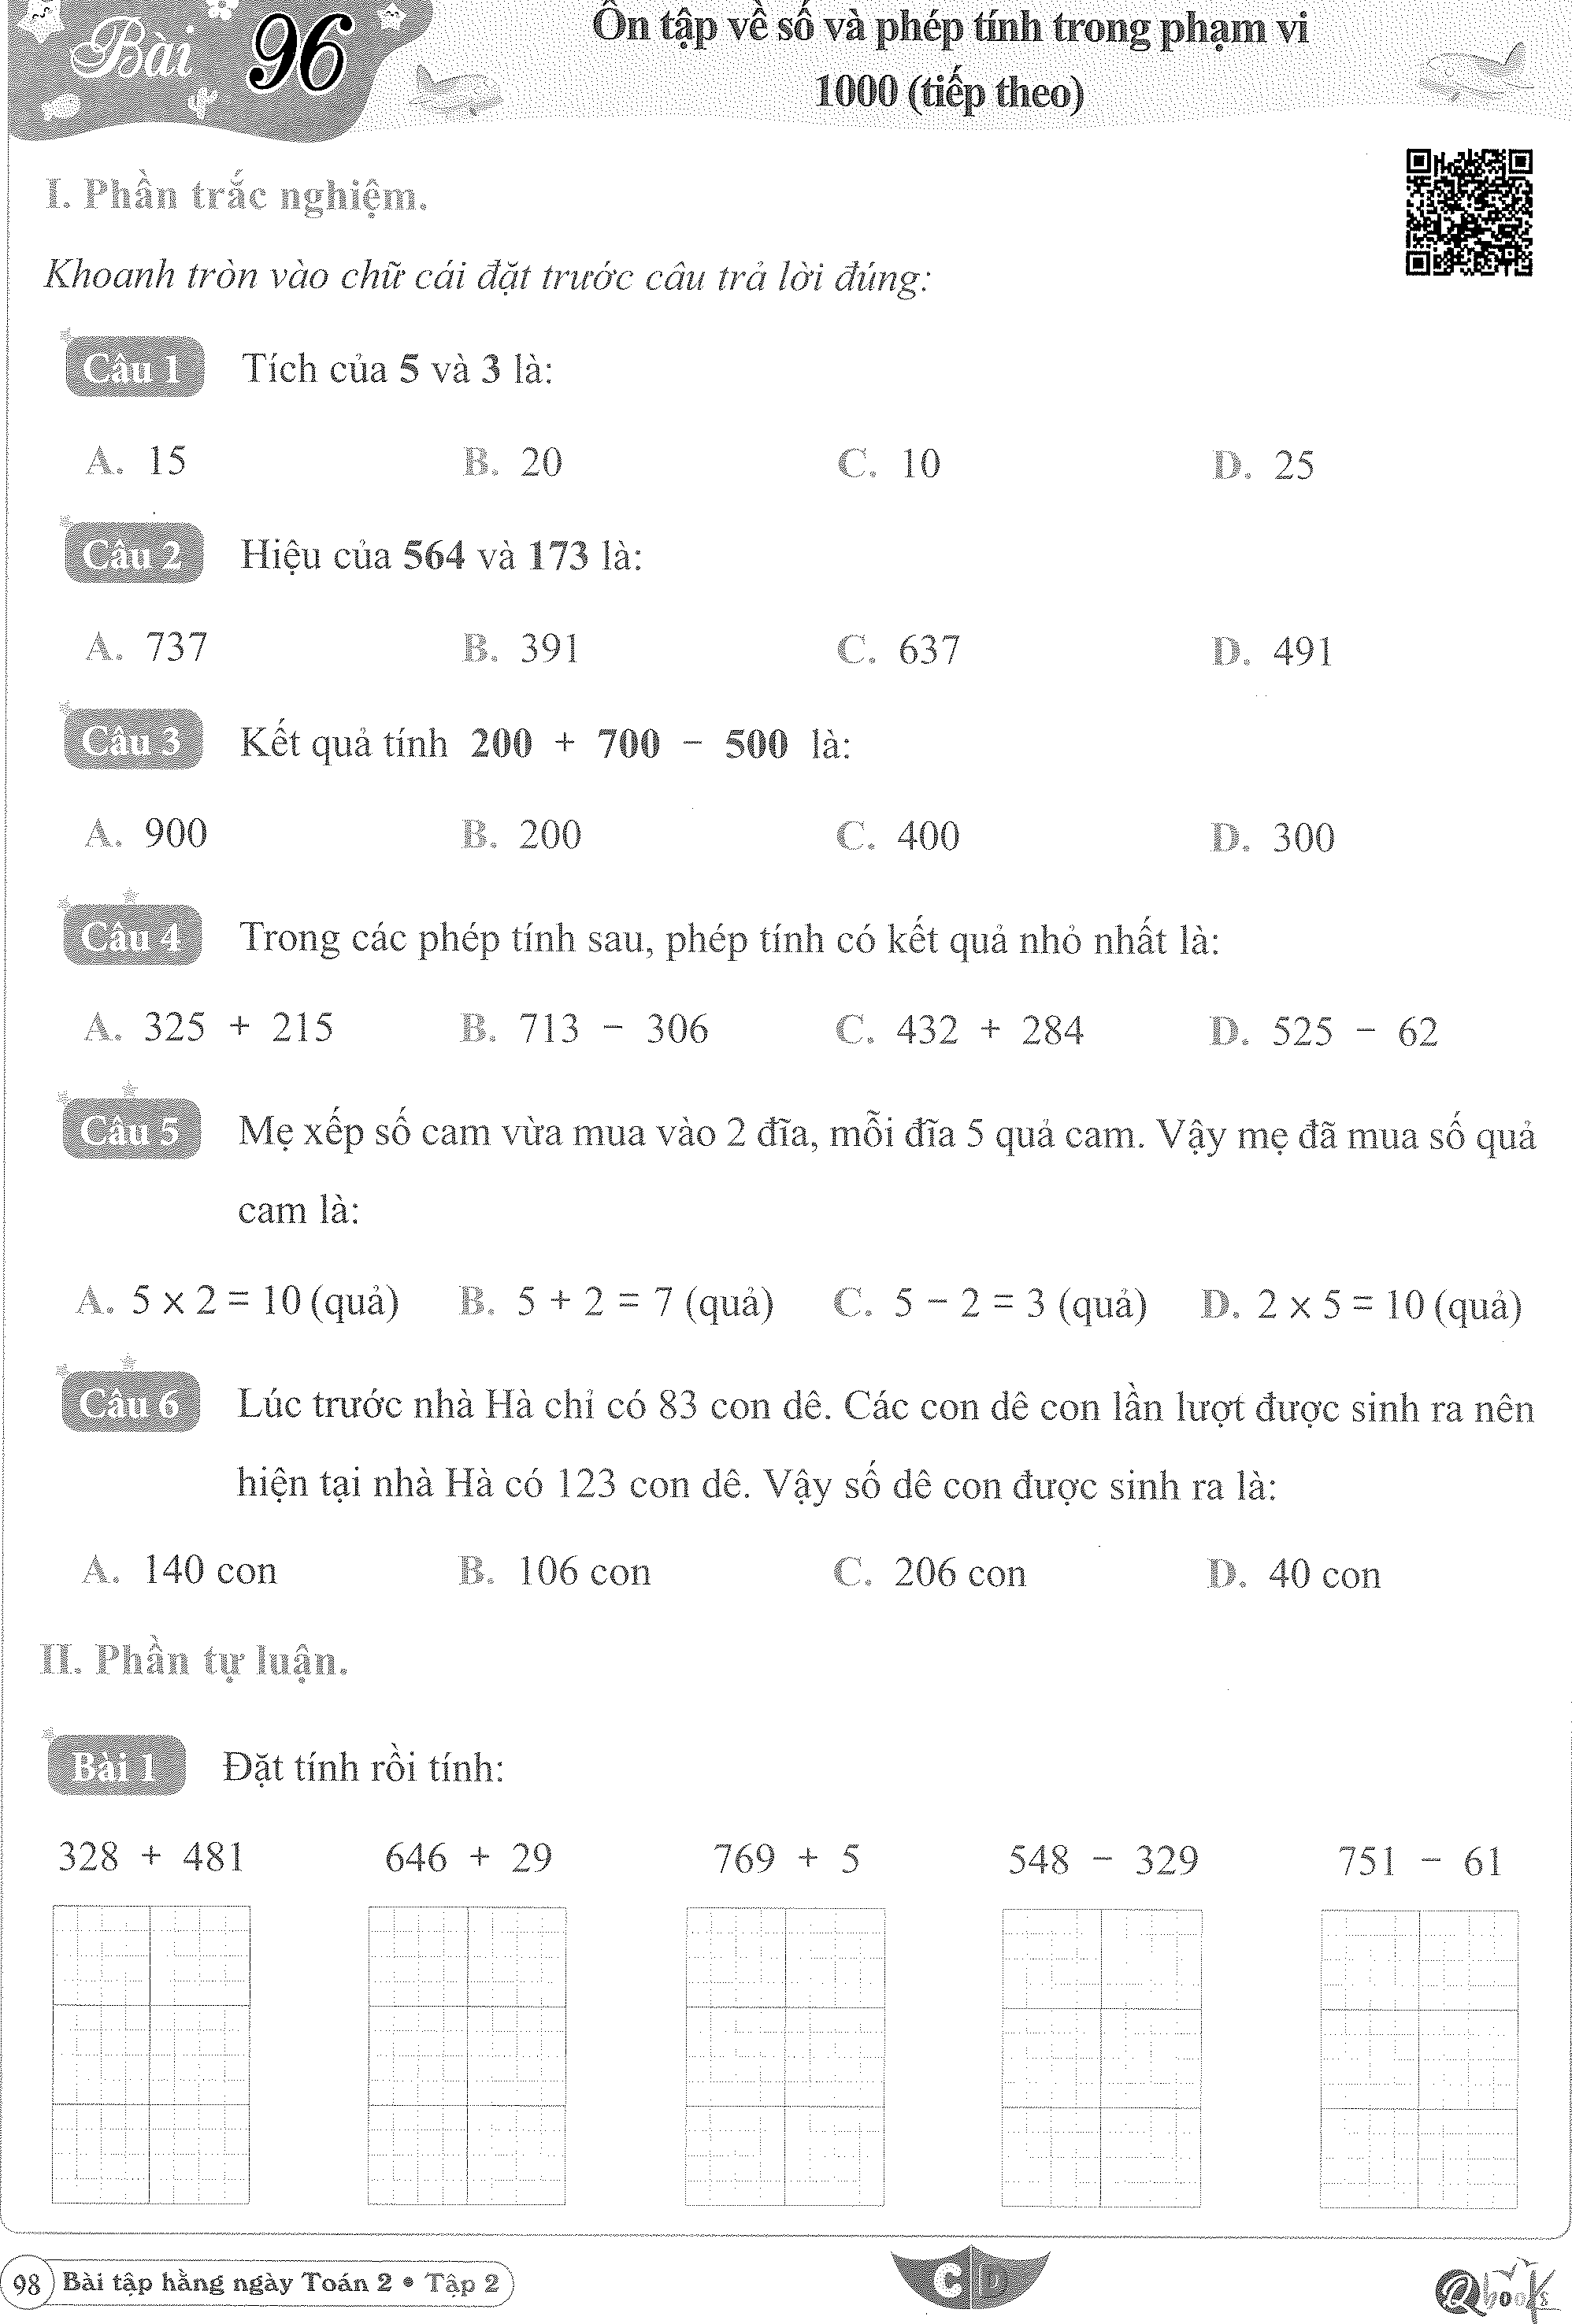 Bài 96
Ôn tập về số và phép tính trong phạm vi
1000 (tiếp theo)
I. Phần trắc nghiệm.
Khoanh tròn vào chữ cái đặt trước câu trả lời đúng:
Câu 1 Tích của 5 và 3 là:
A. 15 B. 20 C. 10 D. 25
Câu 2 Hiệu của 564 và 173 là:
A. 737 B. 391 C. 637 D. 491
Câu 3 Kết quả tính 200 + 700 - 500 là:
A. 900 B. 200 C. 400 D. 300
Câu 4 Trong các phép tính sau, phép tính có kết quả nhỏ nhất là:
A. 325 + 215 B. 713 - 306 C. 432 + 284 D. 525 - 62
Câu 5 Mẹ xếp số cam vừa mua vào 2 đĩa, mỗi đĩa 5 quả cam. Vậy mẹ đã mua số quả
cam là:
A. 5 × 2 = 10 (quả) B. 5 + 2 = 7 (quả) C. 5 - 2 = 3 (quả) D. 2 × 5 = 10 (quả)
Câu 6 Lúc trước nhà Hà chỉ có 83 con dê. Các con dê con lần lượt được sinh ra nên
hiện tại nhà Hà có 123 con dê. Vậy số dê con được sinh ra là:
A. 140 con B. 106 con C. 206 con D. 40 con
II. Phần tự luận.
Bài 1 Đặt tính rồi tính:
328 + 481 646 + 29 769 + 5 548 - 329 751 - 61
98 Bài tập hằng ngày Toán 2 • Tập 2 CD Qbooks